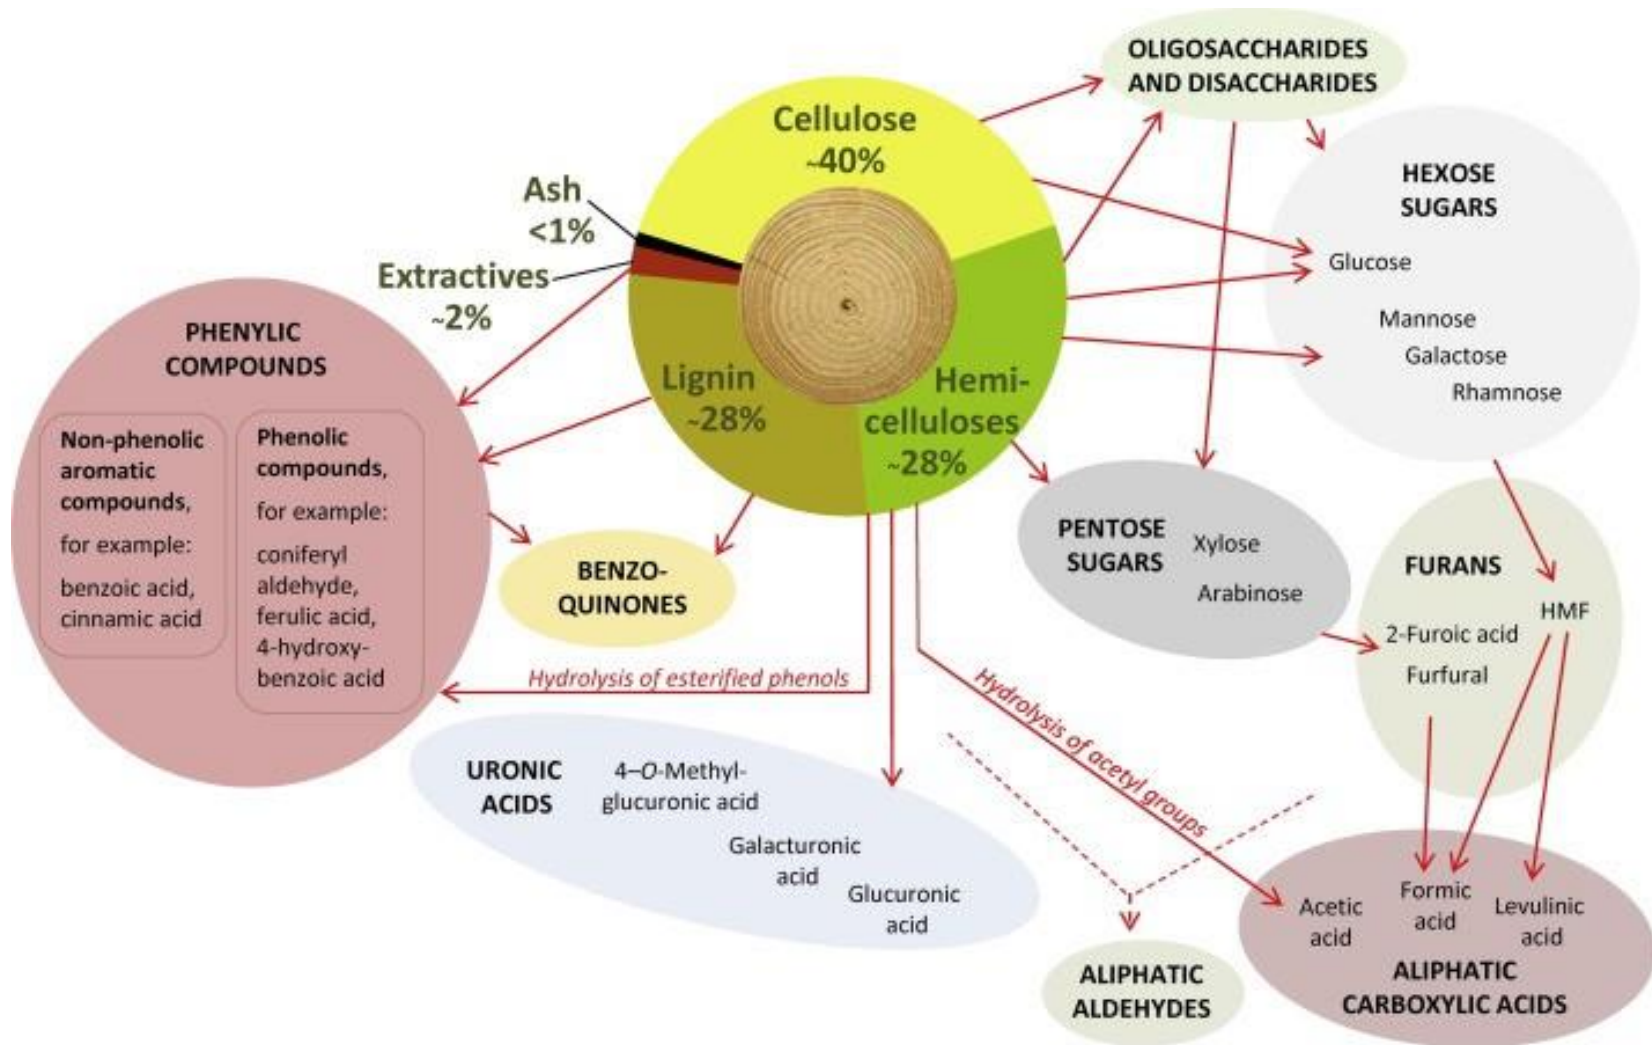 OLIGOSACCHARIDES
AND DISACCHARIDES
Cellulose
~40%
HEXOSE
SUGARS
Glucose
Mannose
Galactose
Rhamnose
Ash
<1%
Extractives
~2%
Lignin
~28%
Hemi-
celluloses
~28%
PHENYLIC
COMPOUNDS
Non-phenolic
aromatic
compounds,
for example:
benzoic acid,
cinnamic acid
Phenolic
compounds,
for example:
coniferyl
aldehyde,
ferulic acid,
4-hydroxy-
benzoic acid
BENZO-
QUINONES
PENTOSE
SUGARS
Xylose
Arabinose
FURANS
HMF
2-Furoic acid
Furfural
Hydrolysis of esterified phenols
Hydrolysis of acetyl groups
URONIC
ACIDS
4–O-Methyl-
glucuronic acid
Galacturonic
acid
Glucuronic
acid
ALIPHATIC
ALDEHYDES
Acetic
acid
Formic
acid
Levulinic
acid
ALIPHATIC
CARBOXYLIC ACIDS